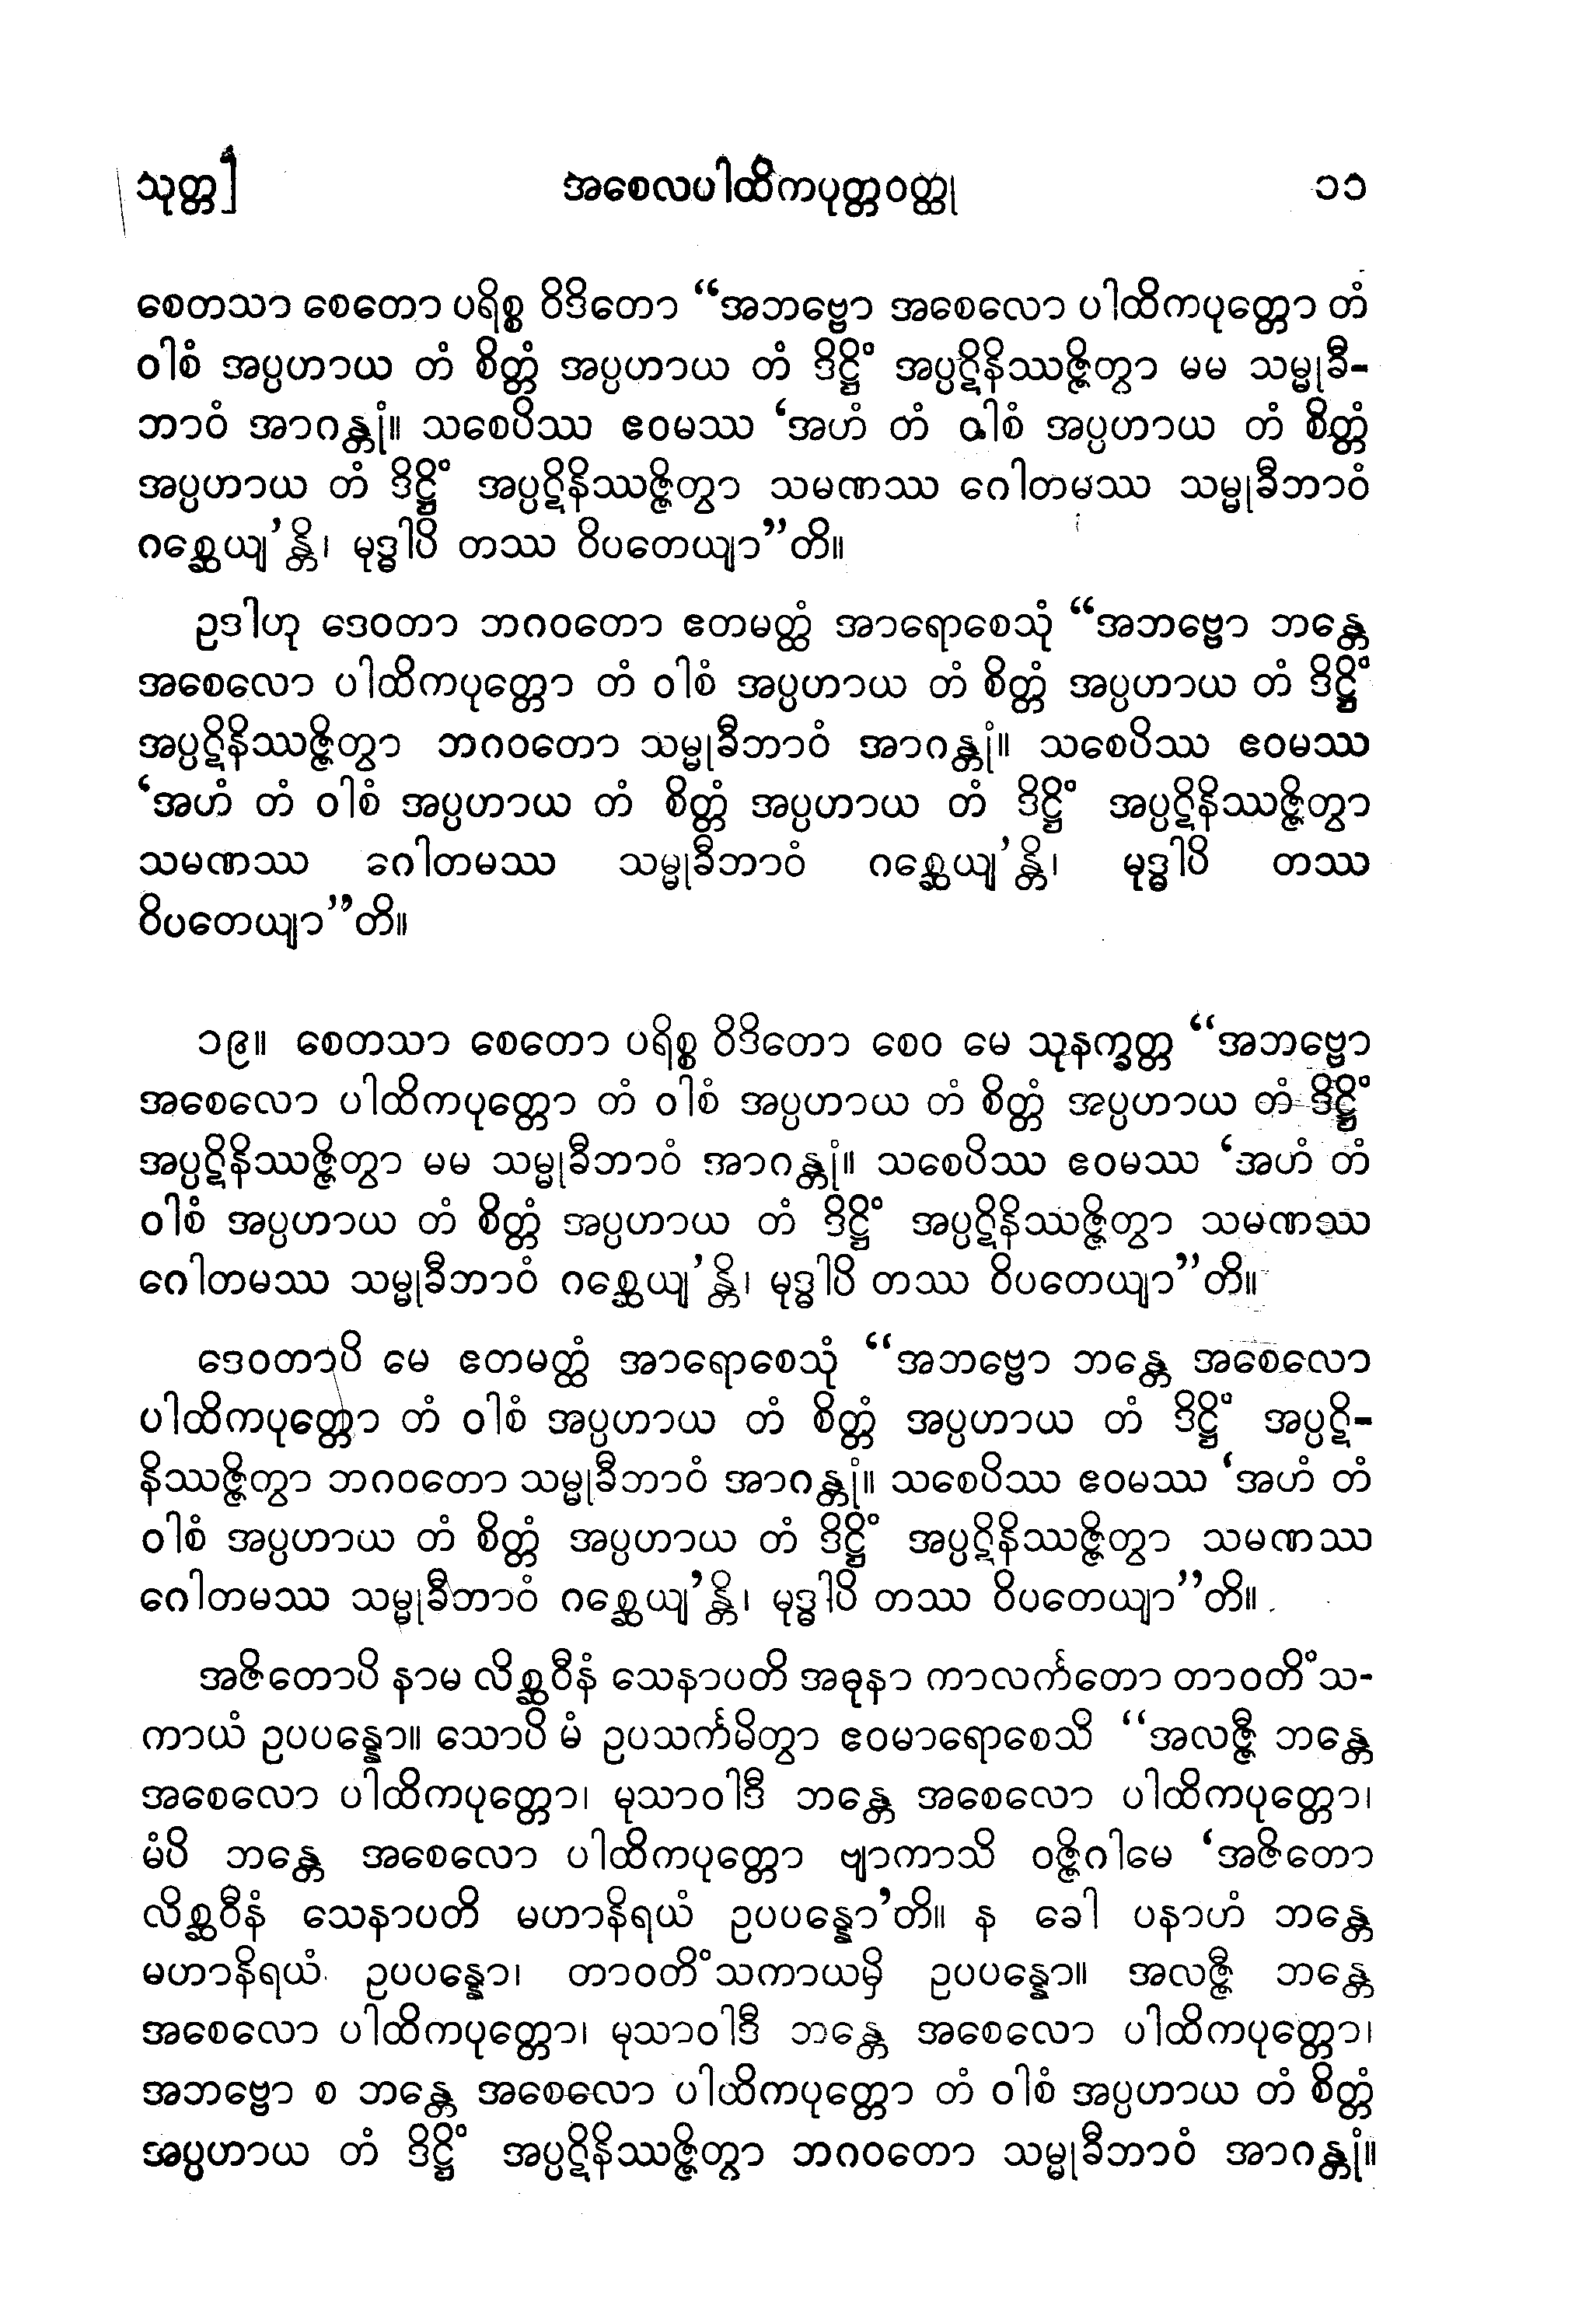 သုတ္တ]
အစေလပါထိကပုတ္တဝတ္ထု
၁၁
စေတသာ စေတော ပရိစ္စ ဝိဒိတော “အဘဗ္ဗော အစေလော ပါထိကပုတ္တော တံ
ဝါစံ အပ္ပဟာယ တံ စိတ္တံ အပ္ပဟာယ တံ ဒိဋ္ဌိံ အပ္ပဋိနိဿဇ္ဇိတွာ မမ သမ္မုခီ-
ဘာဝံ အာဂန္တုံ။ သစေပိဿ ဧဝမဿ ‘အဟံ တံ ဝါစံ အပ္ပဟာယ တံ စိတ္တံ
အပ္ပဟာယ တံ ဒိဋ္ဌိံ အပ္ပဋိနိဿဇ္ဇိတွာ သမဏဿ ဂေါတမဿ သမ္မုခီဘာဝံ
ဂစ္ဆေယျ’န္တိ၊ မုဒ္ဓါပိ တဿ ဝိပတေယျာ”တိ။
ဥဒါဟု ဒေဝတာ ဘဂဝတော ဧတမတ္ထံ အာရောစေသုံ “အဘဗ္ဗော ဘန္တေ
အစေလော ပါထိကပုတ္တော တံ ဝါစံ အပ္ပဟာယ တံ စိတ္တံ အပ္ပဟာယ တံ ဒိဋ္ဌိံ
အပ္ပဋိနိဿဇ္ဇိတွာ ဘဂဝတော သမ္မုခီဘာဝံ အာဂန္တုံ။ သစေပိဿ ဧဝမဿ
‘အဟံ တံ ဝါစံ အပ္ပဟာယ တံ စိတ္တံ အပ္ပဟာယ တံ ဒိဋ္ဌိံ အပ္ပဋိနိဿဇ္ဇိတွာ
သမဏဿ ဂေါတမဿ သမ္မုခီဘာဝံ ဂစ္ဆေယျ’န္တိ၊ မုဒ္ဓါပိ တဿ
ဝိပတေယျာ”တိ။
၁၉။ စေတသာ စေတော ပရိစ္စ ဝိဒိတော စေဝ မေ သုနက္ခတ္တ “အဘဗ္ဗော
အစေလော ပါထိကပုတ္တော တံ ဝါစံ အပ္ပဟာယ တံ စိတ္တံ အပ္ပဟာယ တံ ဒိဋ္ဌိံ
အပ္ပဋိနိဿဇ္ဇိတွာ မမ သမ္မုခီဘာဝံ အာဂန္တုံ။ သစေပိဿ ဧဝမဿ ‘အဟံ တံ
ဝါစံ အပ္ပဟာယ တံ စိတ္တံ အပ္ပဟာယ တံ ဒိဋ္ဌိံ အပ္ပဋိနိဿဇ္ဇိတွာ သမဏဿ
ဂေါတမဿ သမ္မုခီဘာဝံ ဂစ္ဆေယျ’န္တိ၊ မုဒ္ဓါပိ တဿ ဝိပတေယျာ”တိ။
ဒေဝတာပိ မေ ဧတမတ္ထံ အာရောစေသုံ “အဘဗ္ဗော ဘန္တေ အစေလော
ပါထိကပုတ္တော တံ ဝါစံ အပ္ပဟာယ တံ စိတ္တံ အပ္ပဟာယ တံ ဒိဋ္ဌိံ အပ္ပဋိ-
နိဿဇ္ဇိတွာ ဘဂဝတော သမ္မုခီဘာဝံ အာဂန္တုံ။ သစေပိဿ ဧဝမဿ ‘အဟံ တံ
ဝါစံ အပ္ပဟာယ တံ စိတ္တံ အပ္ပဟာယ တံ ဒိဋ္ဌိံ အပ္ပဋိနိဿဇ္ဇိတွာ သမဏဿ
ဂေါတမဿ သမ္မုခီဘာဝံ ဂစ္ဆေယျ’န္တိ၊ မုဒ္ဓါပိ တဿ ဝိပတေယျာ”တိ။
အဇိတောပိ နာမ လိစ္ဆဝီနံ သေနာပတိ အဓုနာ ကာလင်္ကတော တာဝတိံသ-
ကာယံ ဥပပန္နော။ သောပိ မံ ဥပသင်္ကမိတွာ ဧဝမာရောစေသိ “အလဇ္ဇီ ဘန္တေ
အစေလော ပါထိကပုတ္တော၊ မုသာဝါဒီ ဘန္တေ အစေလော ပါထိကပုတ္တော၊
မံပိ ဘန္တေ အစေလော ပါထိကပုတ္တော ဗျာကာသိ ဝဇ္ဇိဂါမေ ‘အဇိတော
လိစ္ဆဝီနံ သေနာပတိ မဟာနိရယံ ဥပပန္နော’တိ။ န ခေါ ပနာဟံ ဘန္တေ
မဟာနိရယံ ဥပပန္နော၊ တာဝတိံသကာယမှိ ဥပပန္နော။ အလဇ္ဇီ ဘန္တေ
အစေလော ပါထိကပုတ္တော၊ မုသာဝါဒီ ဘန္တေ အစေလော ပါထိကပုတ္တော၊
အဘဗ္ဗော စ ဘန္တေ အစေလော ပါထိကပုတ္တော တံ ဝါစံ အပ္ပဟာယ တံ စိတ္တံ
အပ္ပဟာယ တံ ဒိဋ္ဌိံ အပ္ပဋိနိဿဇ္ဇိတွာ ဘဂဝတော သမ္မုခီဘာဝံ အာဂန္တုံ။